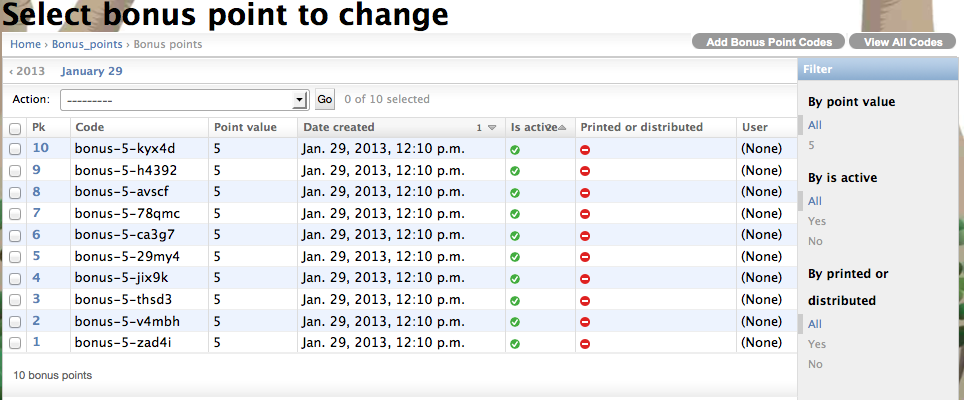 Select bonus point to change
Home › Bonus_points › Bonus points
Add Bonus Point Codes View All Codes
‹ 2013 January 29
Action: --------- Go 0 of 10 selected
Pk Code Point value Date created 1 Is active 2 Printed or distributed User
10 bonus-5-kyx4d 5 Jan. 29, 2013, 12:10 p.m. (None)
9 bonus-5-h4392 5 Jan. 29, 2013, 12:10 p.m. (None)
8 bonus-5-avscf 5 Jan. 29, 2013, 12:10 p.m. (None)
7 bonus-5-78qmc 5 Jan. 29, 2013, 12:10 p.m. (None)
6 bonus-5-ca3g7 5 Jan. 29, 2013, 12:10 p.m. (None)
5 bonus-5-29my4 5 Jan. 29, 2013, 12:10 p.m. (None)
4 bonus-5-jix9k 5 Jan. 29, 2013, 12:10 p.m. (None)
3 bonus-5-thsd3 5 Jan. 29, 2013, 12:10 p.m. (None)
2 bonus-5-v4mbh 5 Jan. 29, 2013, 12:10 p.m. (None)
1 bonus-5-zad4i 5 Jan. 29, 2013, 12:10 p.m. (None)
10 bonus points
Filter
By point value
All
5
By is active
All
Yes
No
By printed or
distributed
All
Yes
No